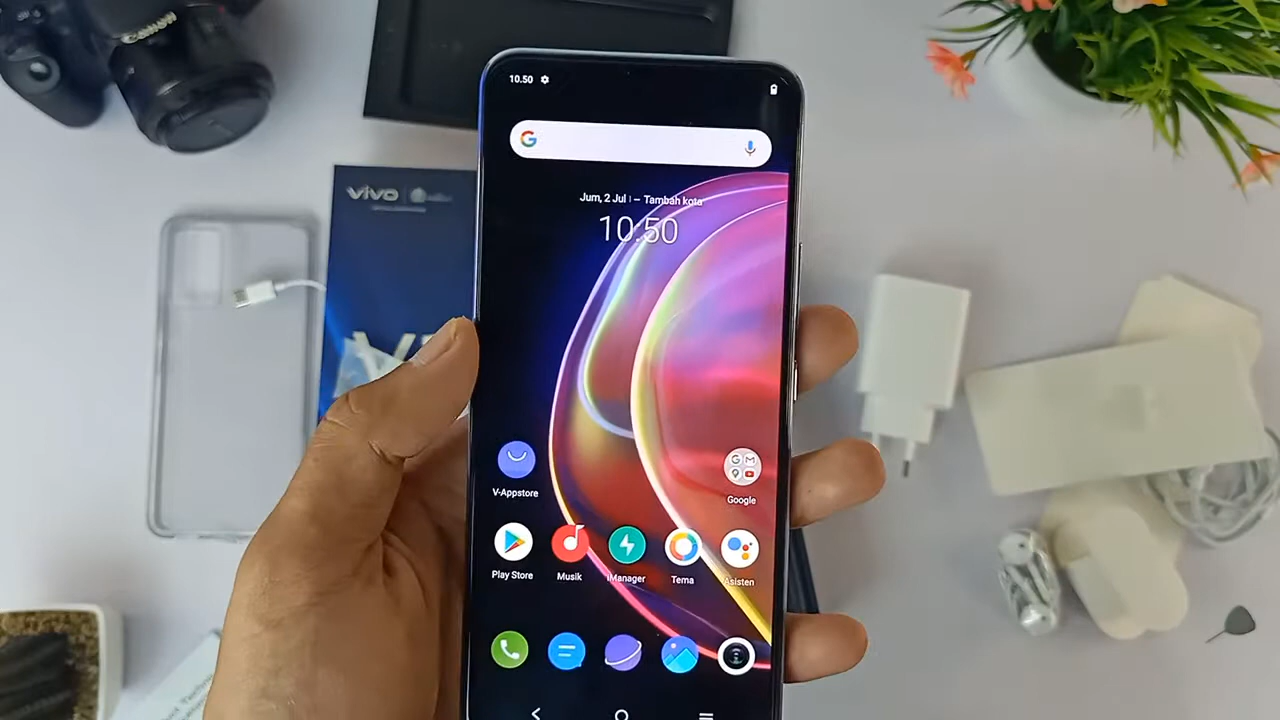 Canon
10.50
vivo
Jum, 2 Jul | – Tambah kota
10:50
V-Appstore
Google
Play Store
Musik
iManager
Tema
Asisten